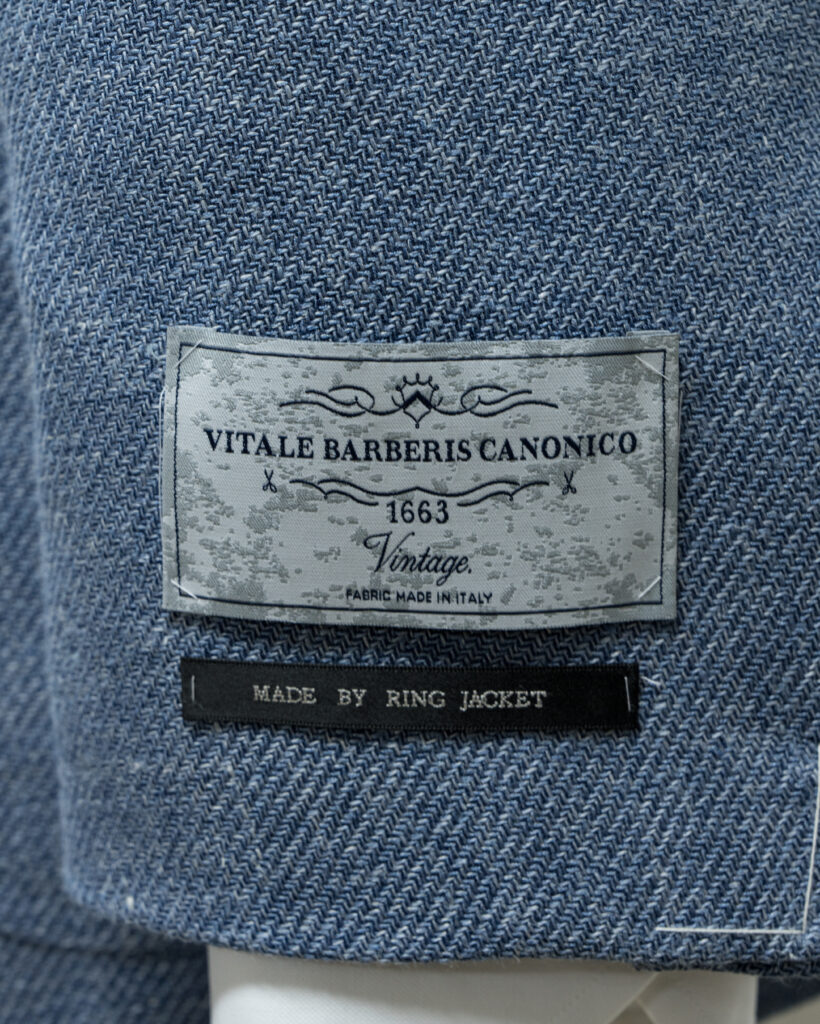 VITALE BARBERIS CANONICO
1663
Vintage.
FABRIC MADE IN ITALY
MADE BY RING JACKET